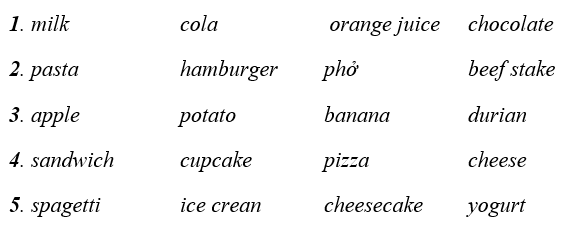 1. milk cola orange juice chocolate
2. pasta hamburger phở beef stake
3. apple potato banana durian
4. sandwich cupcake pizza cheese
5. spagetti ice crean cheesecake yogurt